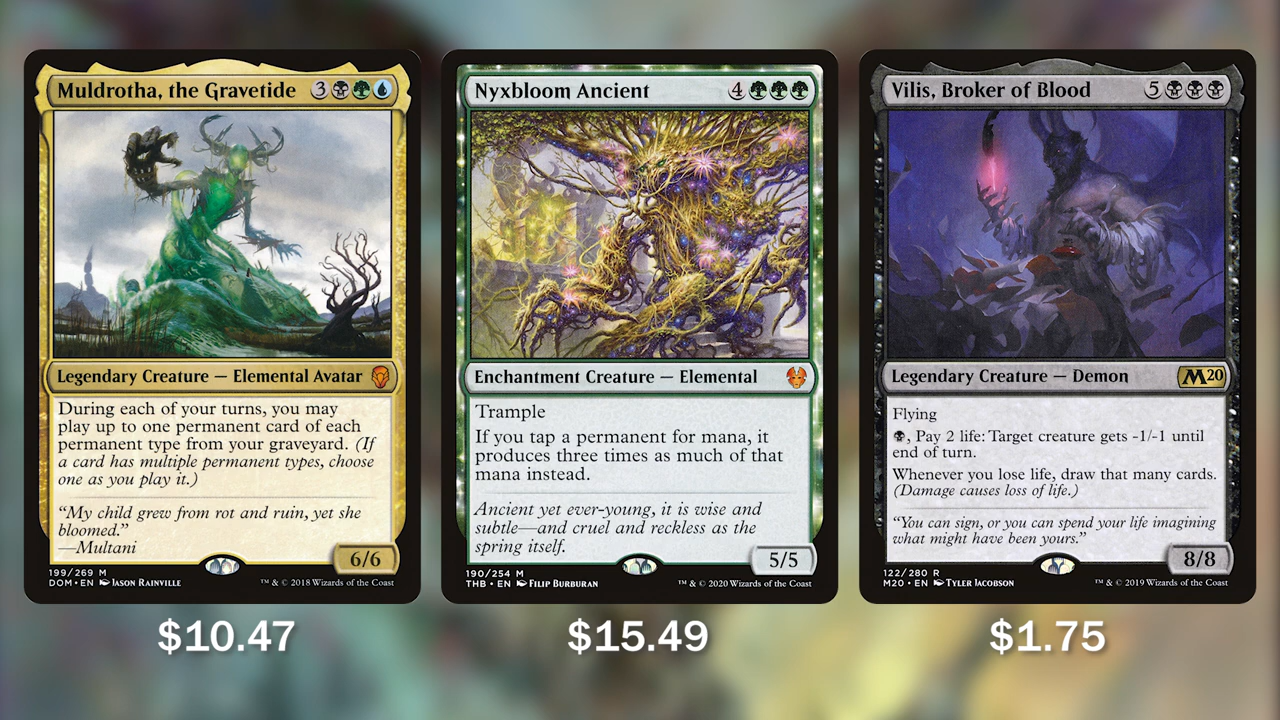 Muldrotha, the Gravetide 3
Legendary Creature — Elemental Avatar
During each of your turns, you may
play up to one permanent card of each
permanent type from your graveyard. (If
a card has multiple permanent types, choose
one as you play it.)
“My child grew from rot and ruin, yet she
bloomed.”
—Multani
6/6
199/269 M
DOM • EN Jason Rainville
™ & © 2018 Wizards of the Coast
$10.47
Nyxbloom Ancient 4
Enchantment Creature — Elemental
Trample
If you tap a permanent for mana, it
produces three times as much of that
mana instead.
Ancient yet ever-young, it is wise and
subtle—and cruel and reckless as the
spring itself.
5/5
190/254 M
THB • EN Filip Burburan
™ & © 2020 Wizards of the Coast
$15.49
Vilis, Broker of Blood 5
Legendary Creature — Demon M20
Flying
, Pay 2 life: Target creature gets -1/-1 until
end of turn.
Whenever you lose life, draw that many cards.
(Damage causes loss of life.)
“You can sign, or you can spend your life imagining
what might have been yours.”
8/8
122/280 R
M20 • EN Tyler Jacobson
™ & © 2019 Wizards of the Coast
$1.75